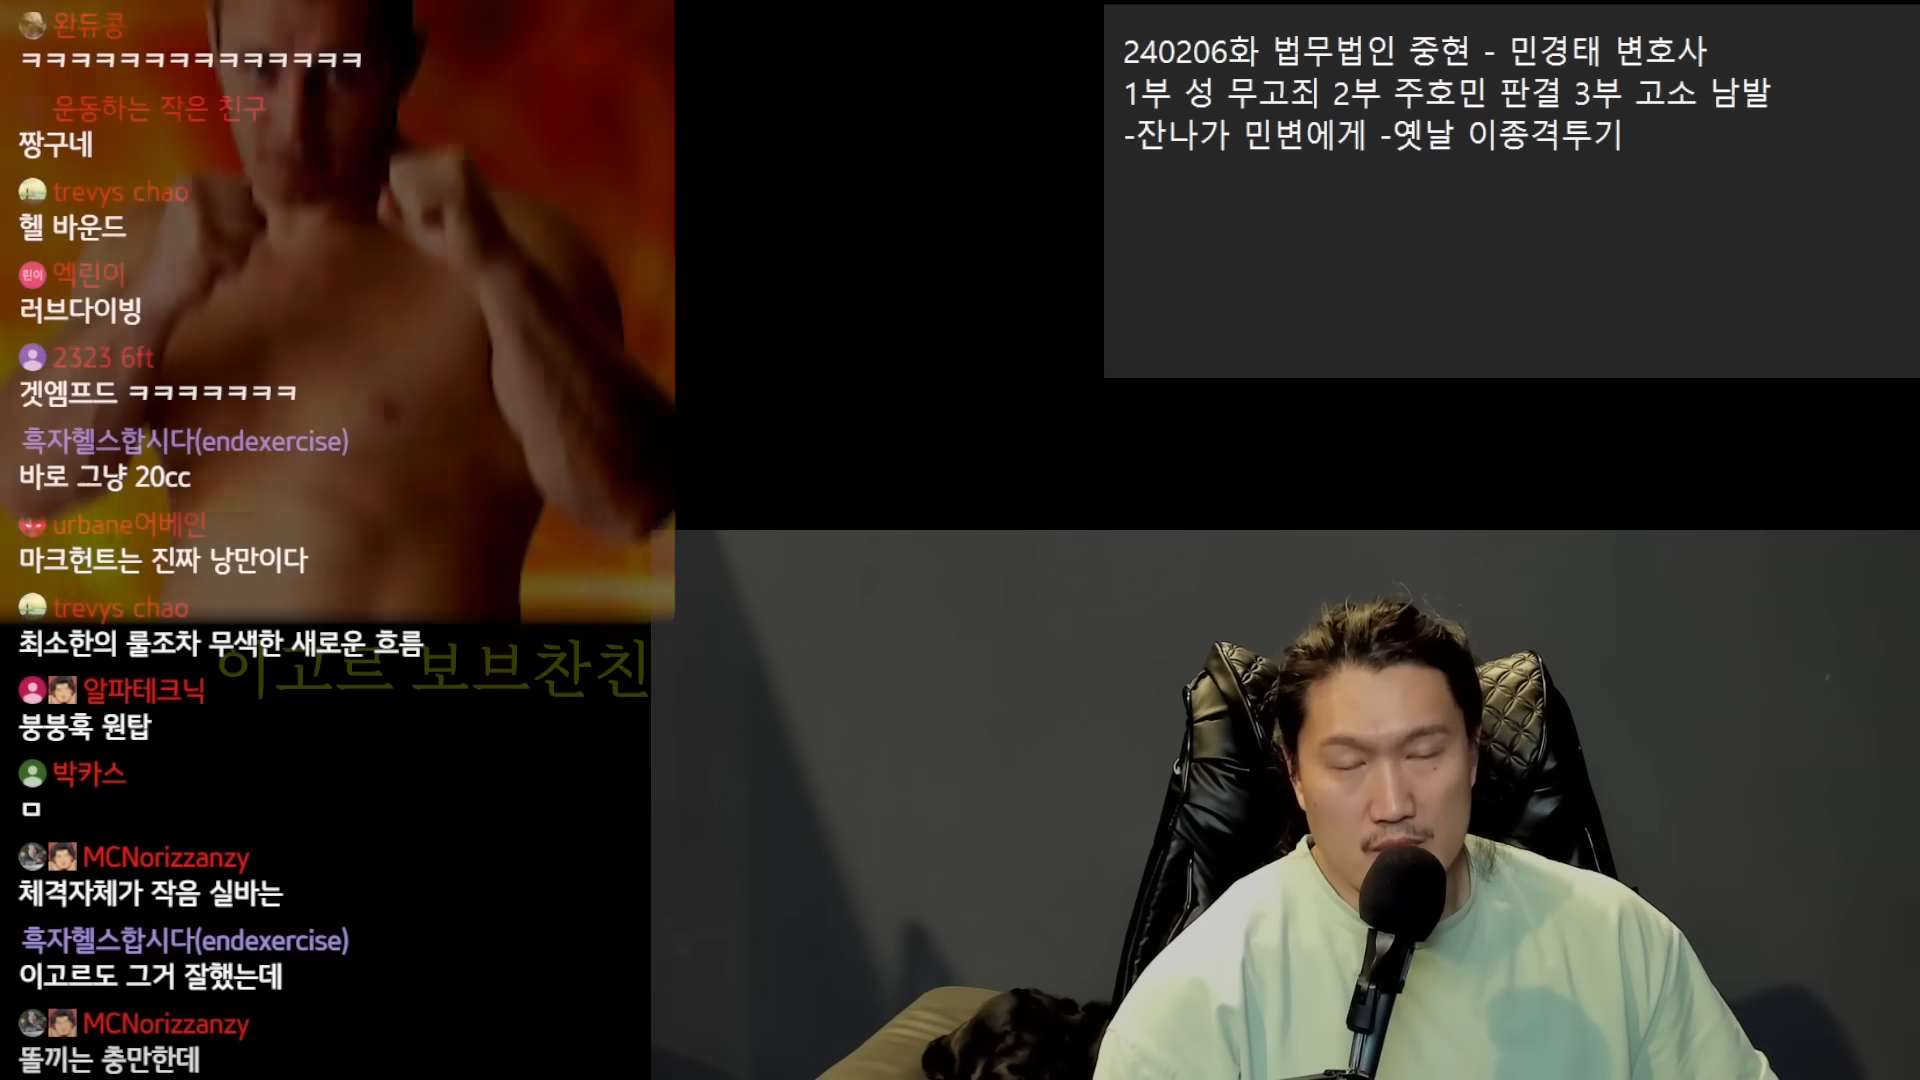 완듀콩
ㅋㅋㅋㅋㅋㅋㅋㅋㅋㅋㅋㅋㅋㅋ
운동하는 작은 친구
짱구네
trevys chao
헬 바운드
린이 엑린이
러브다이빙
2323 6ft
겟엠프드 ㅋㅋㅋㅋㅋㅋㅋ
흑자헬스합시다(endexercise)
바로 그냥 20cc
urbane어베인
마크헌트는 진짜 낭만이다
trevys chao
최소한의 룰조차 무색한 새로운 흐름
이고르 보브찬친
알파테크닉
붕붕훅 원탑
박카스
ㅁ
MCNorizzanzy
체격자체가 작음 실바는
흑자헬스합시다(endexercise)
이고르도 그거 잘했는데
MCNorizzanzy
똘끼는 충만한데
240206화 법무법인 중현 - 민경태 변호사
1부 성 무고죄 2부 주호민 판결 3부 고소 남발
-잔나가 민변에게 -옛날 이종격투기